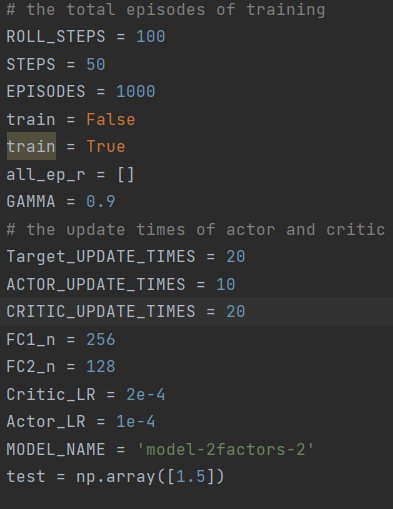 # the total episodes of training
ROLL_STEPS = 100
STEPS = 50
EPISODES = 1000
train = False
train = True
all_ep_r = []
GAMMA = 0.9
# the update times of actor and critic
Target_UPDATE_TIMES = 20
ACTOR_UPDATE_TIMES = 10
CRITIC_UPDATE_TIMES = 20
FC1_n = 256
FC2_n = 128
Critic_LR = 2e-4
Actor_LR = 1e-4
MODEL_NAME = 'model-2factors-2'
test = np.array([1.5])